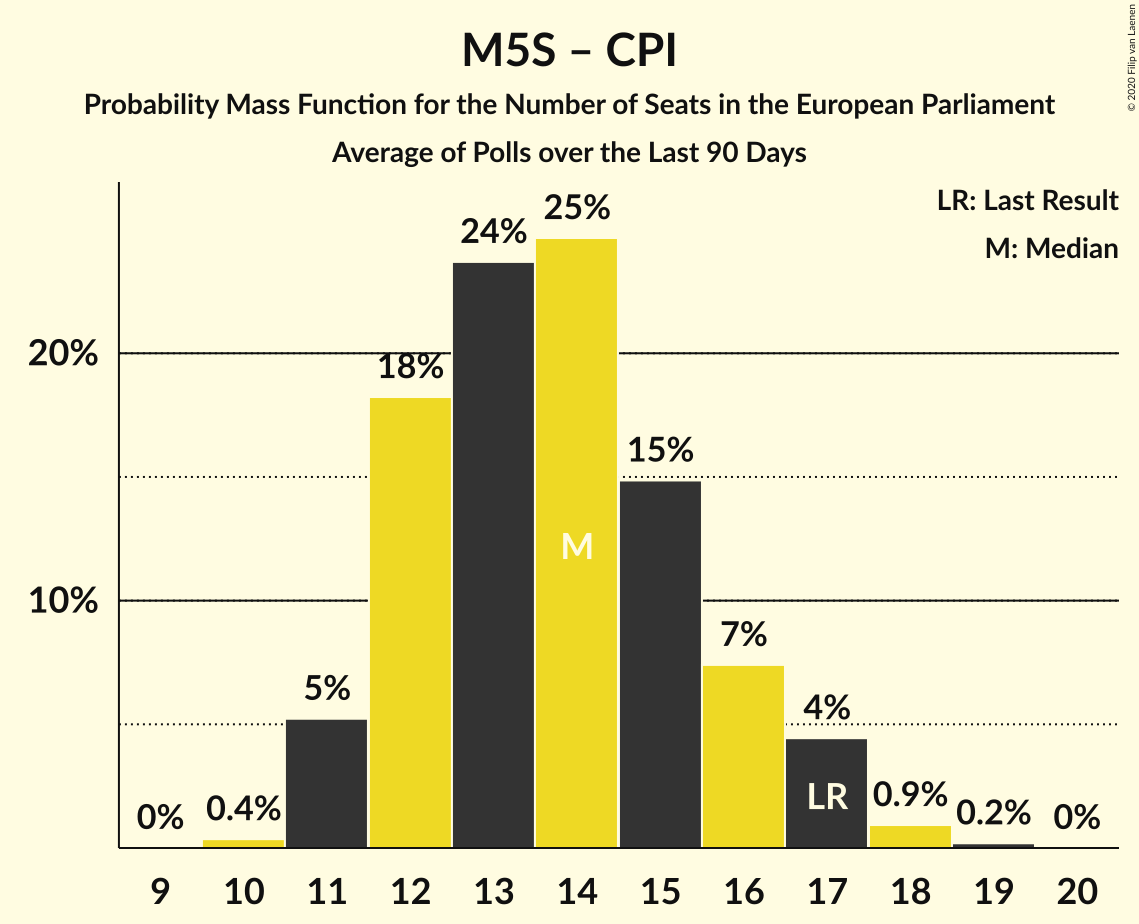 M5S – CPI
Probability Mass Function for the Number of Seats in the European Parliament
Average of Polls over the Last 90 Days
© 2020 Filip van Laenen
LR: Last Result
M: Median
25%
24%
20%
18%
15%
M
10%
7%
5%
4%
LR
0%
0.4%
0.9%
0.2%
0%
9 10 11 12 13 14 15 16 17 18 19 20